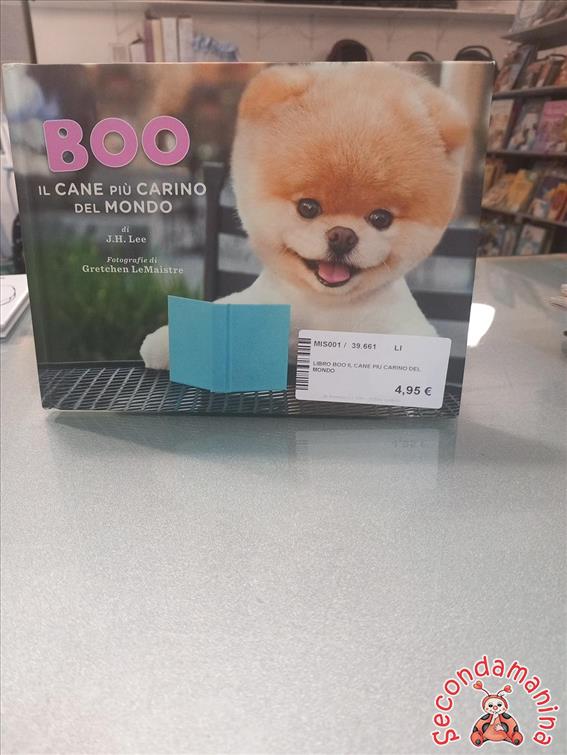 BOO
IL CANE PIÙ CARINO
DEL MONDO
di
J.H. Lee
Fotografie di
Gretchen LeMaistre
MIS001 / 39.661 LI
LIBRO BOO IL CANE PIÙ CARINO DEL
MONDO
4,95 €
Secondamanina